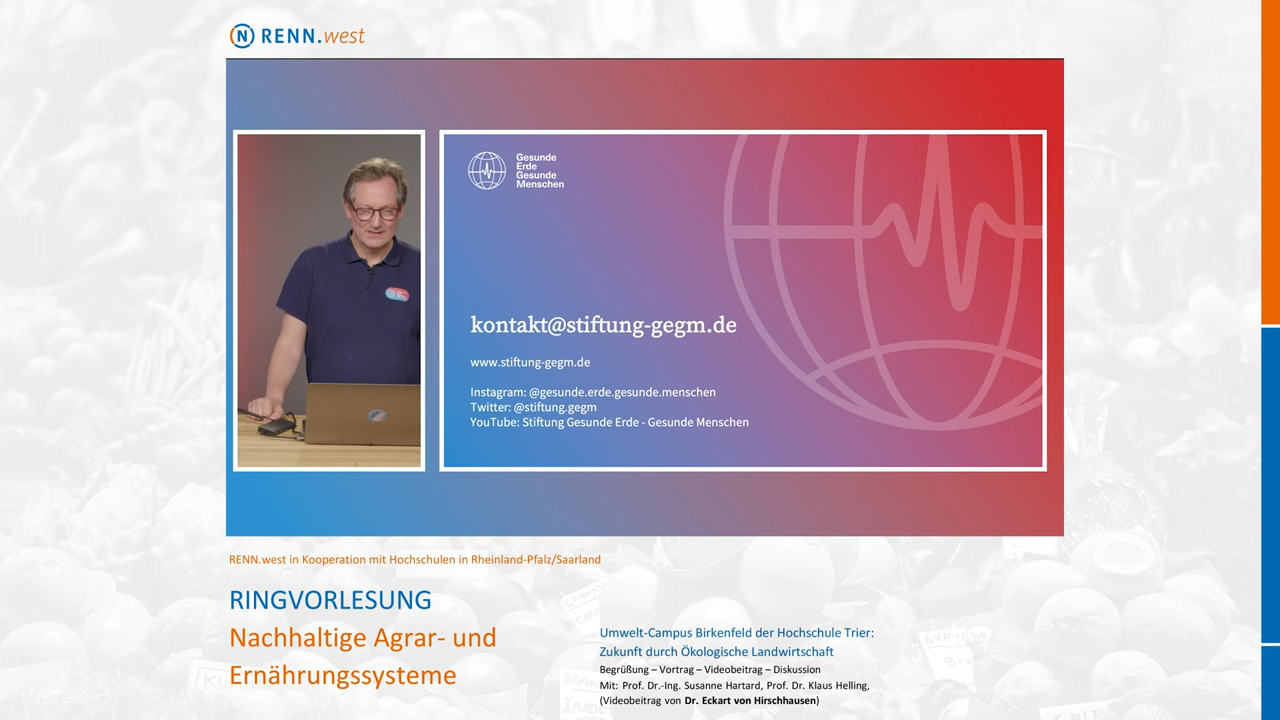 RENN.west
Gesunde
Erde
Gesunde
Menschen
kontakt@stiftung-gegm.de
www.stiftung-gegm.de
Instagram: @gesunde.erde.gesunde.menschen
Twitter: @stiftung.gegm
YouTube: Stiftung Gesunde Erde - Gesunde Menschen
RENN.west in Kooperation mit Hochschulen in Rheinland-Pfalz/Saarland
RINGVORLESUNG
Nachhaltige Agrar- und
Ernährungssysteme
Umwelt-Campus Birkenfeld der Hochschule Trier:
Zukunft durch Ökologische Landwirtschaft
Begrüßung – Vortrag – Videobeitrag – Diskussion
Mit: Prof. Dr.-Ing. Susanne Hartard, Prof. Dr. Klaus Helling,
(Videobeitrag von Dr. Eckart von Hirschhausen)